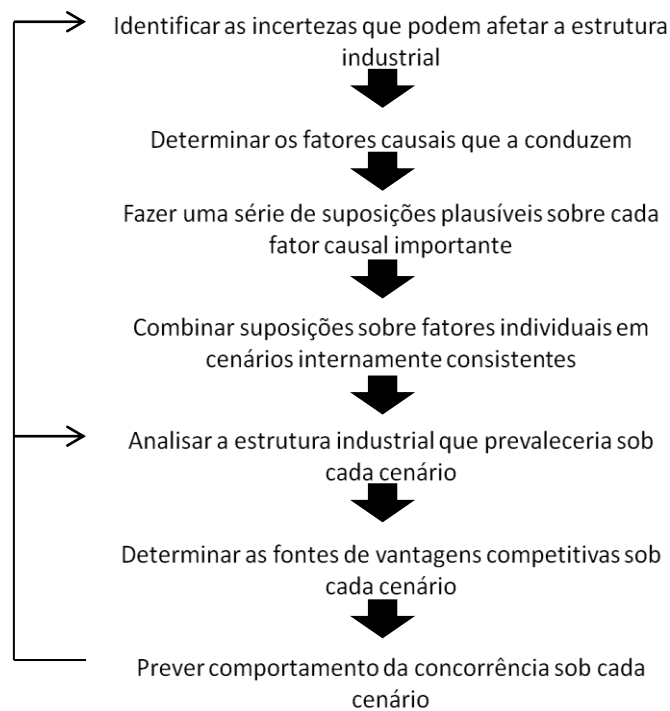 Identificar as incertezas que podem afetar a estrutura
industrial
Determinar os fatores causais que a conduzem
Fazer uma série de suposições plausíveis sobre cada
fator causal importante
Combinar suposições sobre fatores individuais em
cenários internamente consistentes
Analisar a estrutura industrial que prevaleceria sob
cada cenário
Determinar as fontes de vantagens competitivas sob
cada cenário
Prever comportamento da concorrência sob cada
cenário